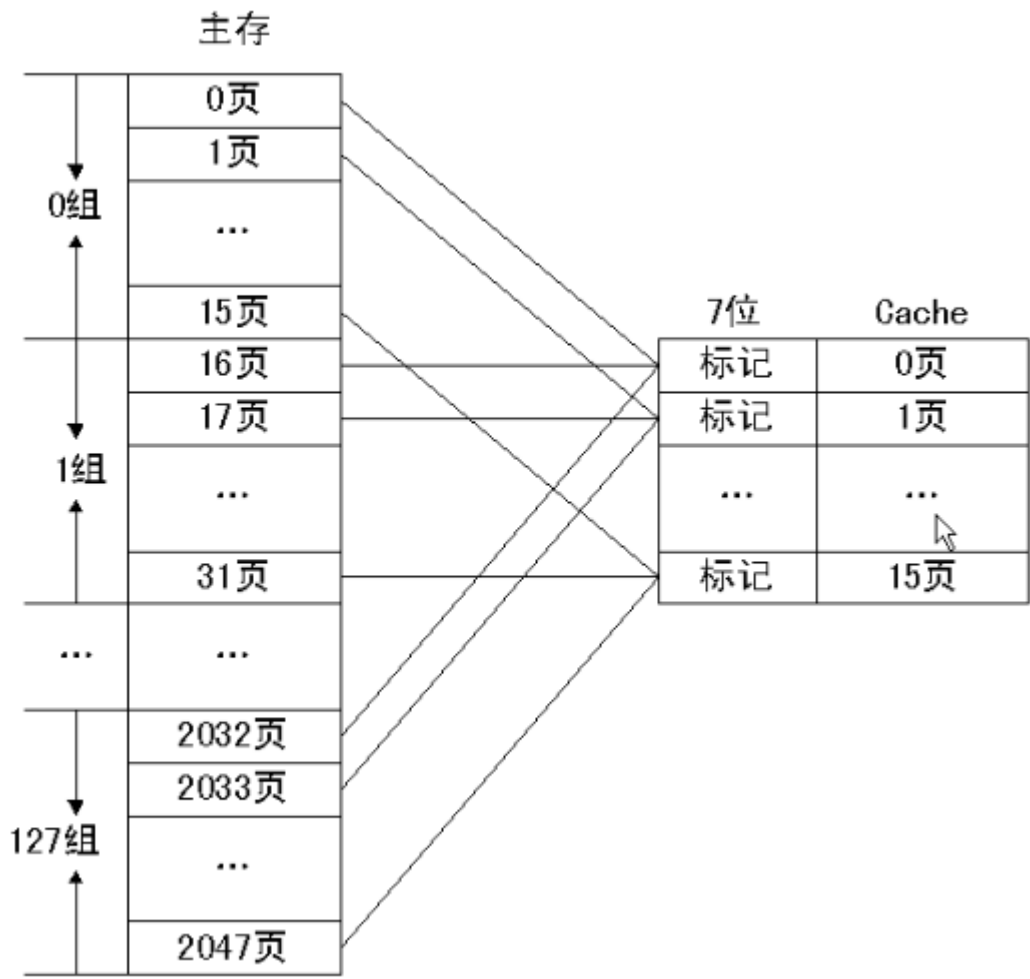 主存
0页
1页
0组
...
15页
7位 Cache
16页 标记 0页
17页 标记 1页
1组
... ... ...
31页 标记 15页
... ...
2032页
2033页
127组
...
2047页